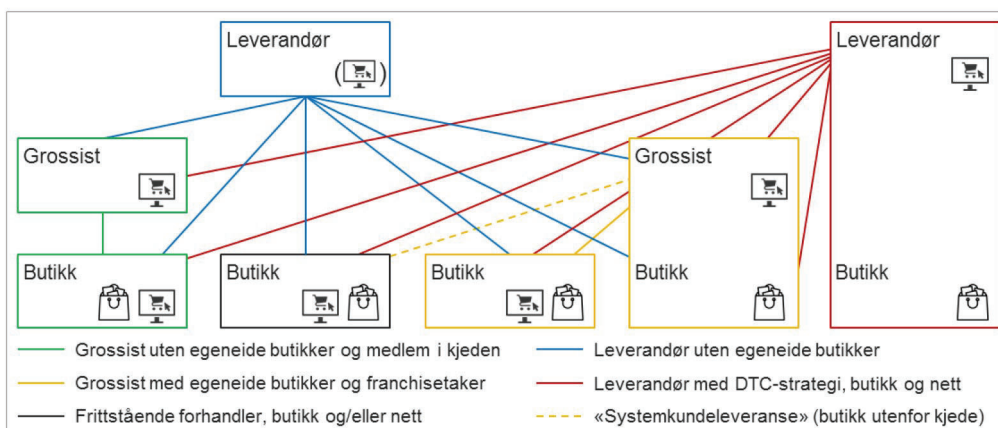 Leverandør
( )
Leverandør
Grossist
Grossist
Butikk
Butikk
Butikk
Butikk
Butikk
Grossist uten egeneide butikker og medlem i kjeden
Leverandør uten egeneide butikker
Grossist med egeneide butikker og franchisetaker
Leverandør med DTC-strategi, butikk og nett
Frittstående forhandler, butikk og/eller nett
«Systemkundeleveranse» (butikk utenfor kjede)